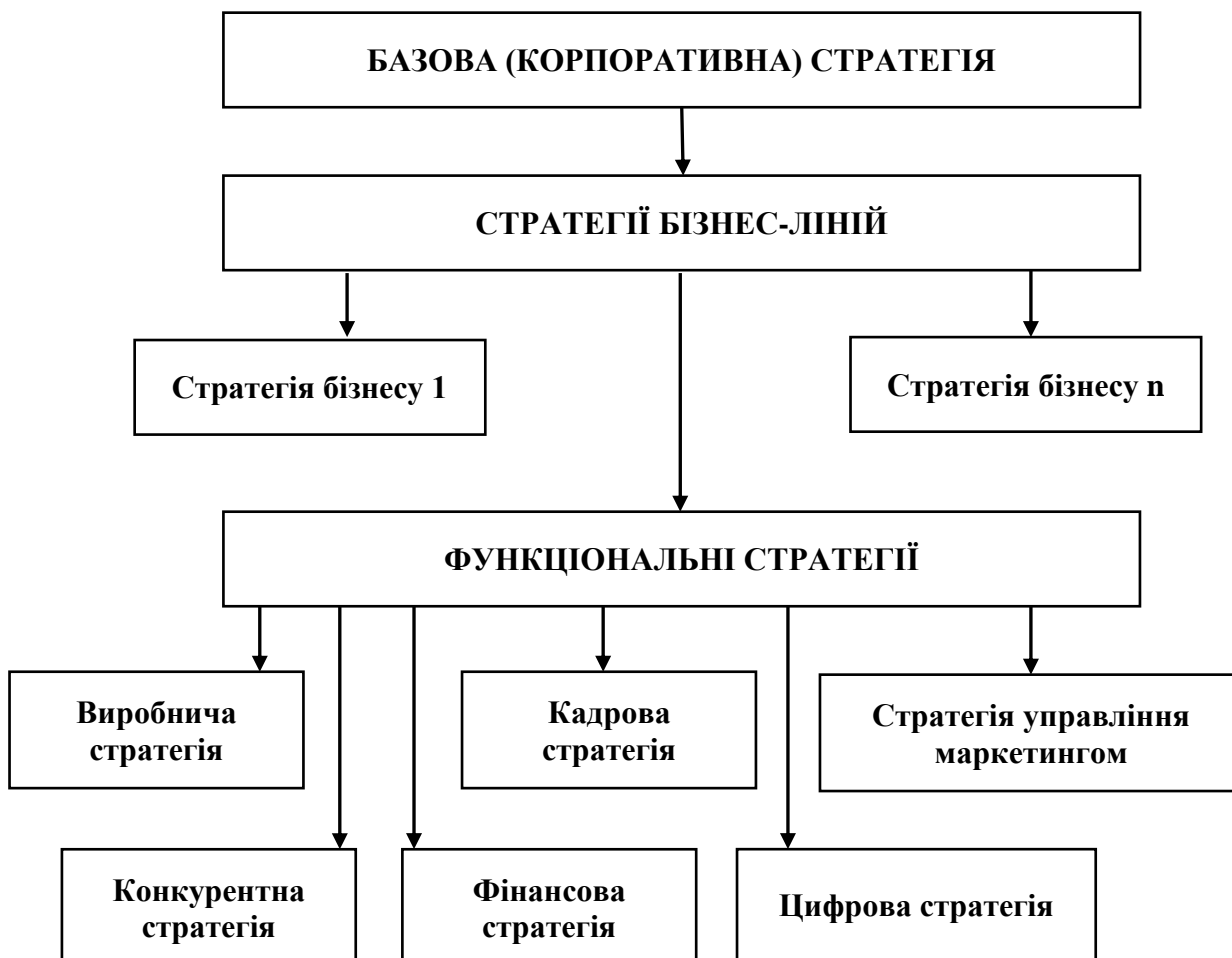 БАЗОВА (КОРПОРАТИВНА) СТРАТЕГІЯ
СТРАТЕГІЇ БІЗНЕС-ЛІНІЙ
Стратегія бізнесу 1
Стратегія бізнесу n
ФУНКЦІОНАЛЬНІ СТРАТЕГІЇ
Виробнича
стратегія
Кадрова
стратегія
Стратегія управління
маркетингом
Конкурентна
стратегія
Фінансова
стратегія
Цифрова стратегія